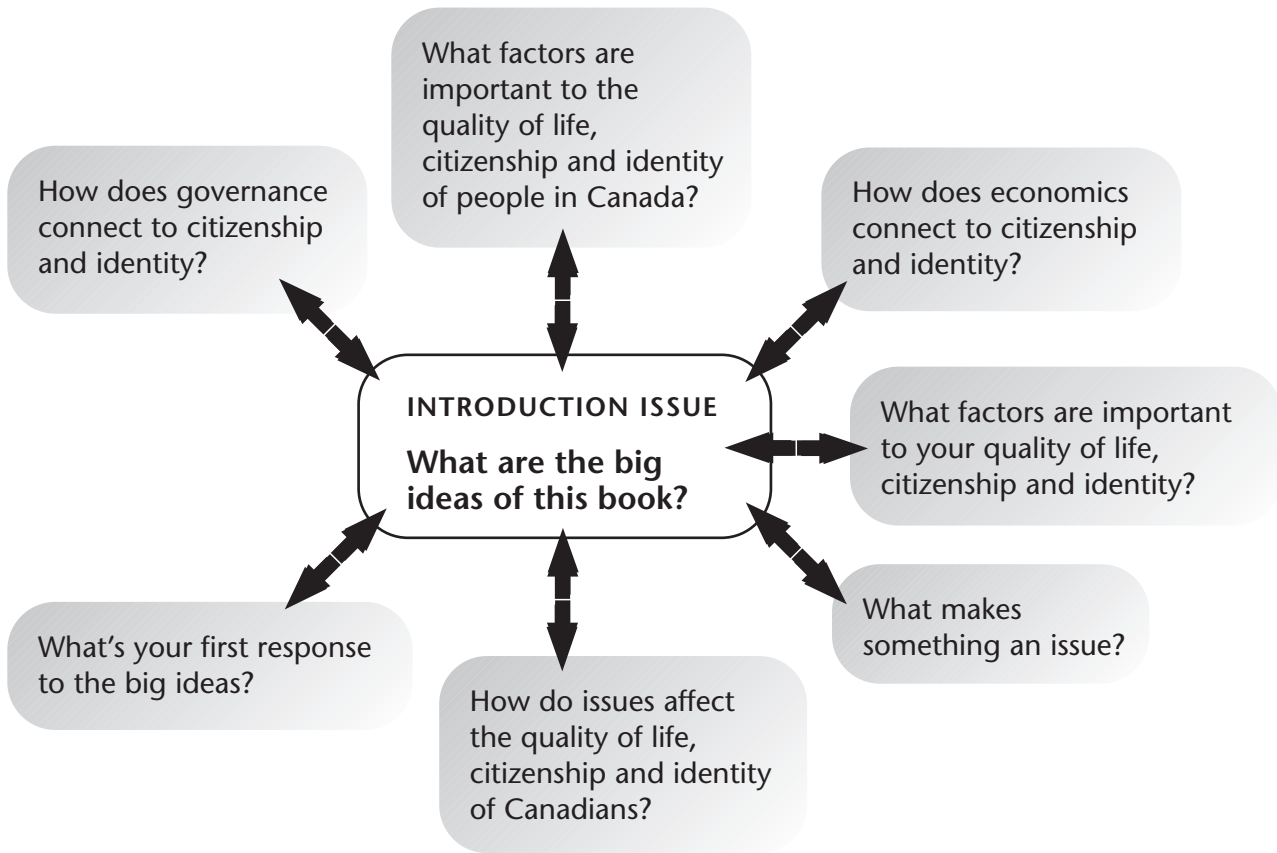 What factors are
important to the
quality of life,
citizenship and identity
of people in Canada?
How does governance
connect to citizenship
and identity?
How does economics
connect to citizenship
and identity?
INTRODUCTION ISSUE
What are the big
ideas of this book?
What factors are important
to your quality of life,
citizenship and identity?
What makes
something an issue?
What's your first response
to the big ideas?
How do issues affect
the quality of life,
citizenship and identity
of Canadians?